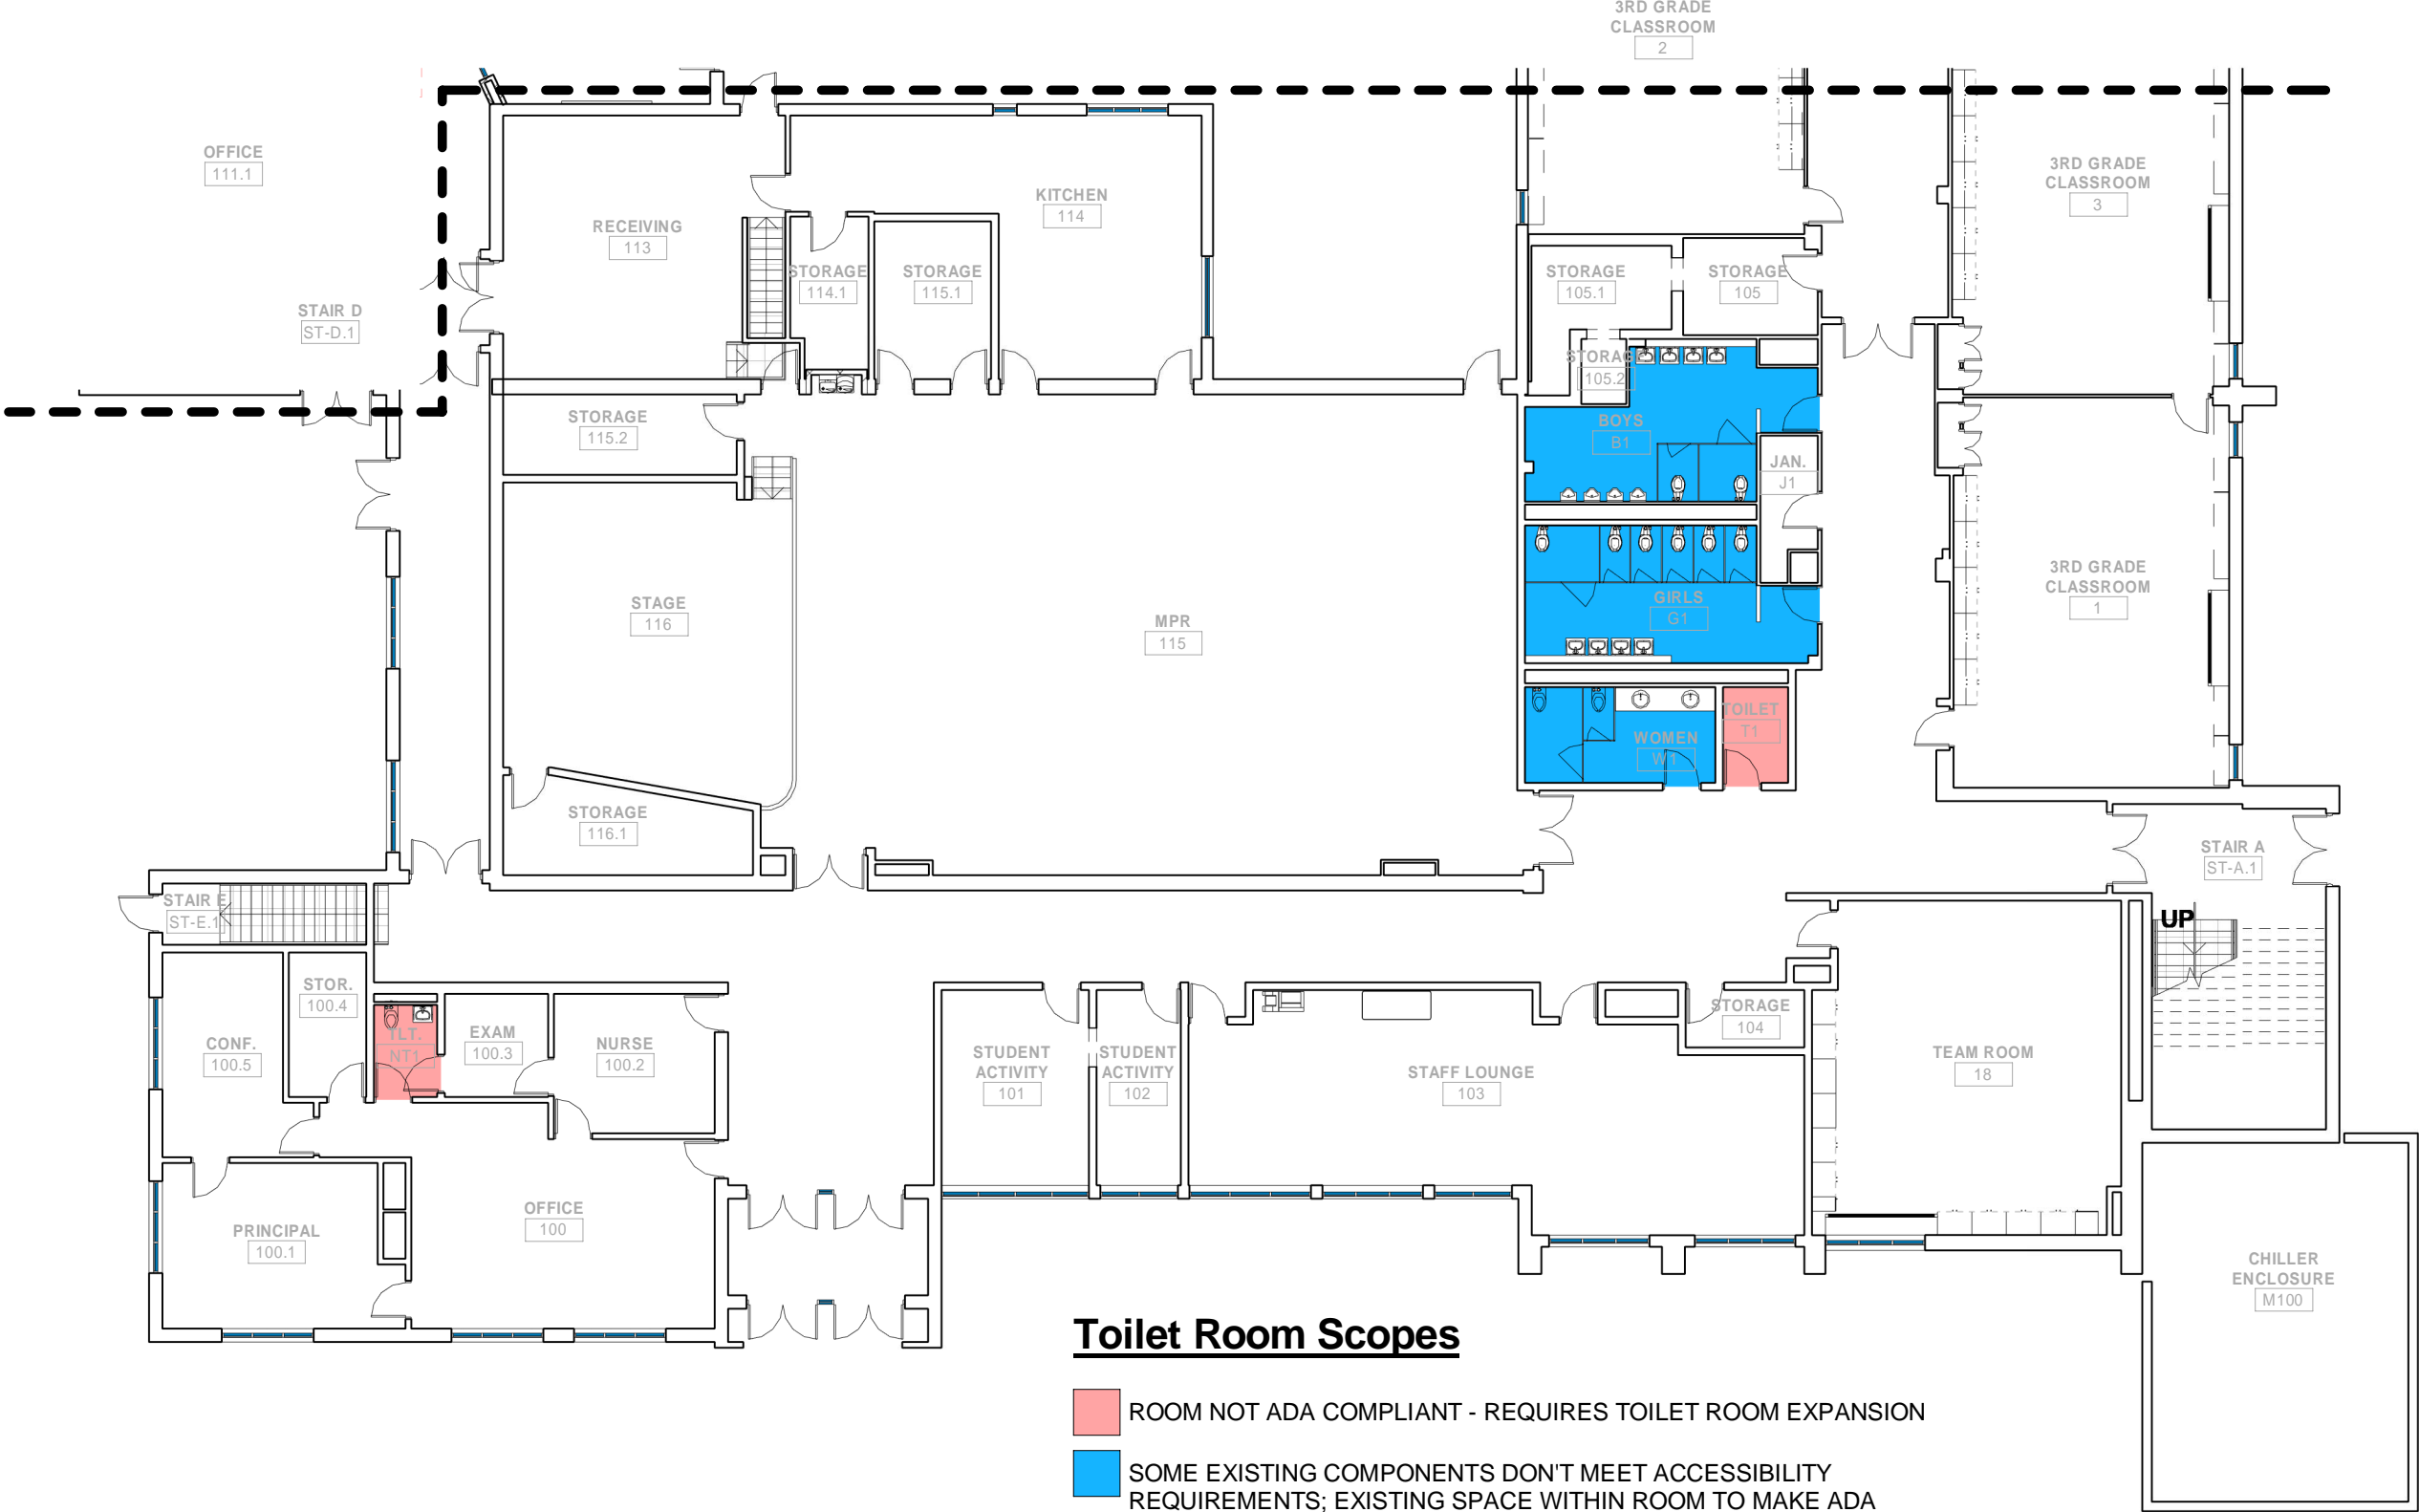 3RD GRADE
CLASSROOM
2
OFFICE
111.1
STAIR D
ST-D.1
RECEIVING
113
KITCHEN
114
STORAGE
114.1
STORAGE
115.1
STORAGE
105.1
STORAGE
105
3RD GRADE
CLASSROOM
3
STORAGE
105.2
STORAGE
115.2
BOYS
B1
JAN.
J1
STAGE
116
MPR
115
GIRLS
G1
3RD GRADE
CLASSROOM
1
WOMEN
W1
TOILET
T1
STORAGE
116.1
STAIR A
ST-A.1
STAIR E
ST-E.1
UP
STOR.
100.4
CONF.
100.5
TLT.
NT1
EXAM
100.3
NURSE
100.2
STUDENT
ACTIVITY
101
STUDENT
ACTIVITY
102
STAFF LOUNGE
103
STORAGE
104
TEAM ROOM
18
PRINCIPAL
100.1
OFFICE
100
CHILLER
ENCLOSURE
M100
Toilet Room Scopes
ROOM NOT ADA COMPLIANT - REQUIRES TOILET ROOM EXPANSION
SOME EXISTING COMPONENTS DON'T MEET ACCESSIBILITY
REQUIREMENTS; EXISTING SPACE WITHIN ROOM TO MAKE ADA